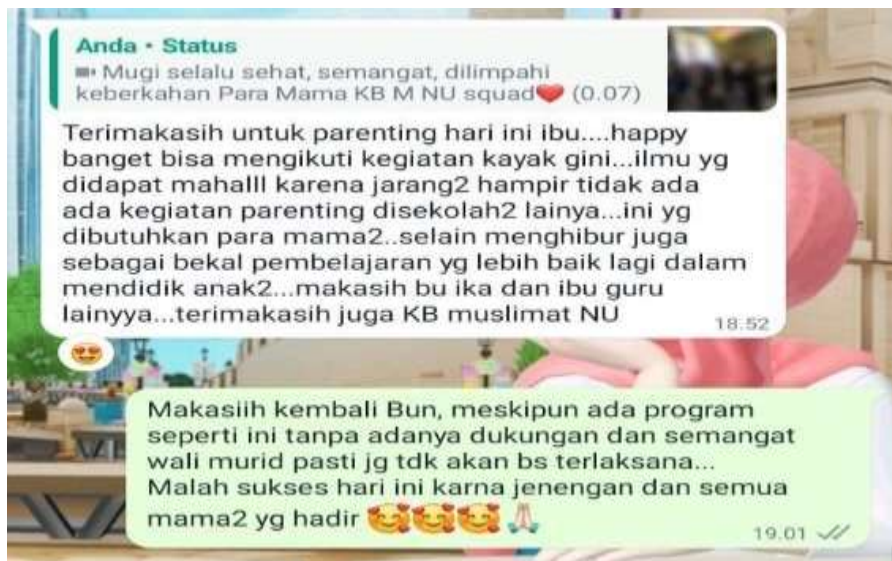 Anda • Status
Mugi selalu sehat, semangat, dilimpahi
keberkahan Para Mama KB M NU squad❤️ (0.07)
Terimakasih untuk parenting hari ini ibu....happy
banget bisa mengikuti kegiatan kayak gini...ilmu yg
didapat mahalll karena jarang2 hampir tidak ada
ada kegiatan parenting disekolah2 lainya...ini yg
dibutuhkan para mama2..selain menghibur juga
sebagai bekal pembelajaran yg lebih baik lagi dalam
mendidik anak2...makasih bu ika dan ibu guru
lainyya...terimakasih juga KB muslimat NU
18.52
😍
Makasiih kembali Bun, meskipun ada program
seperti ini tanpa adanya dukungan dan semangat
wali murid pasti jg tdk akan bs terlaksana...
Malah sukses hari ini karna jenengan dan semua
mama2 yg hadir 🥰🥰🥰🙏
19.01